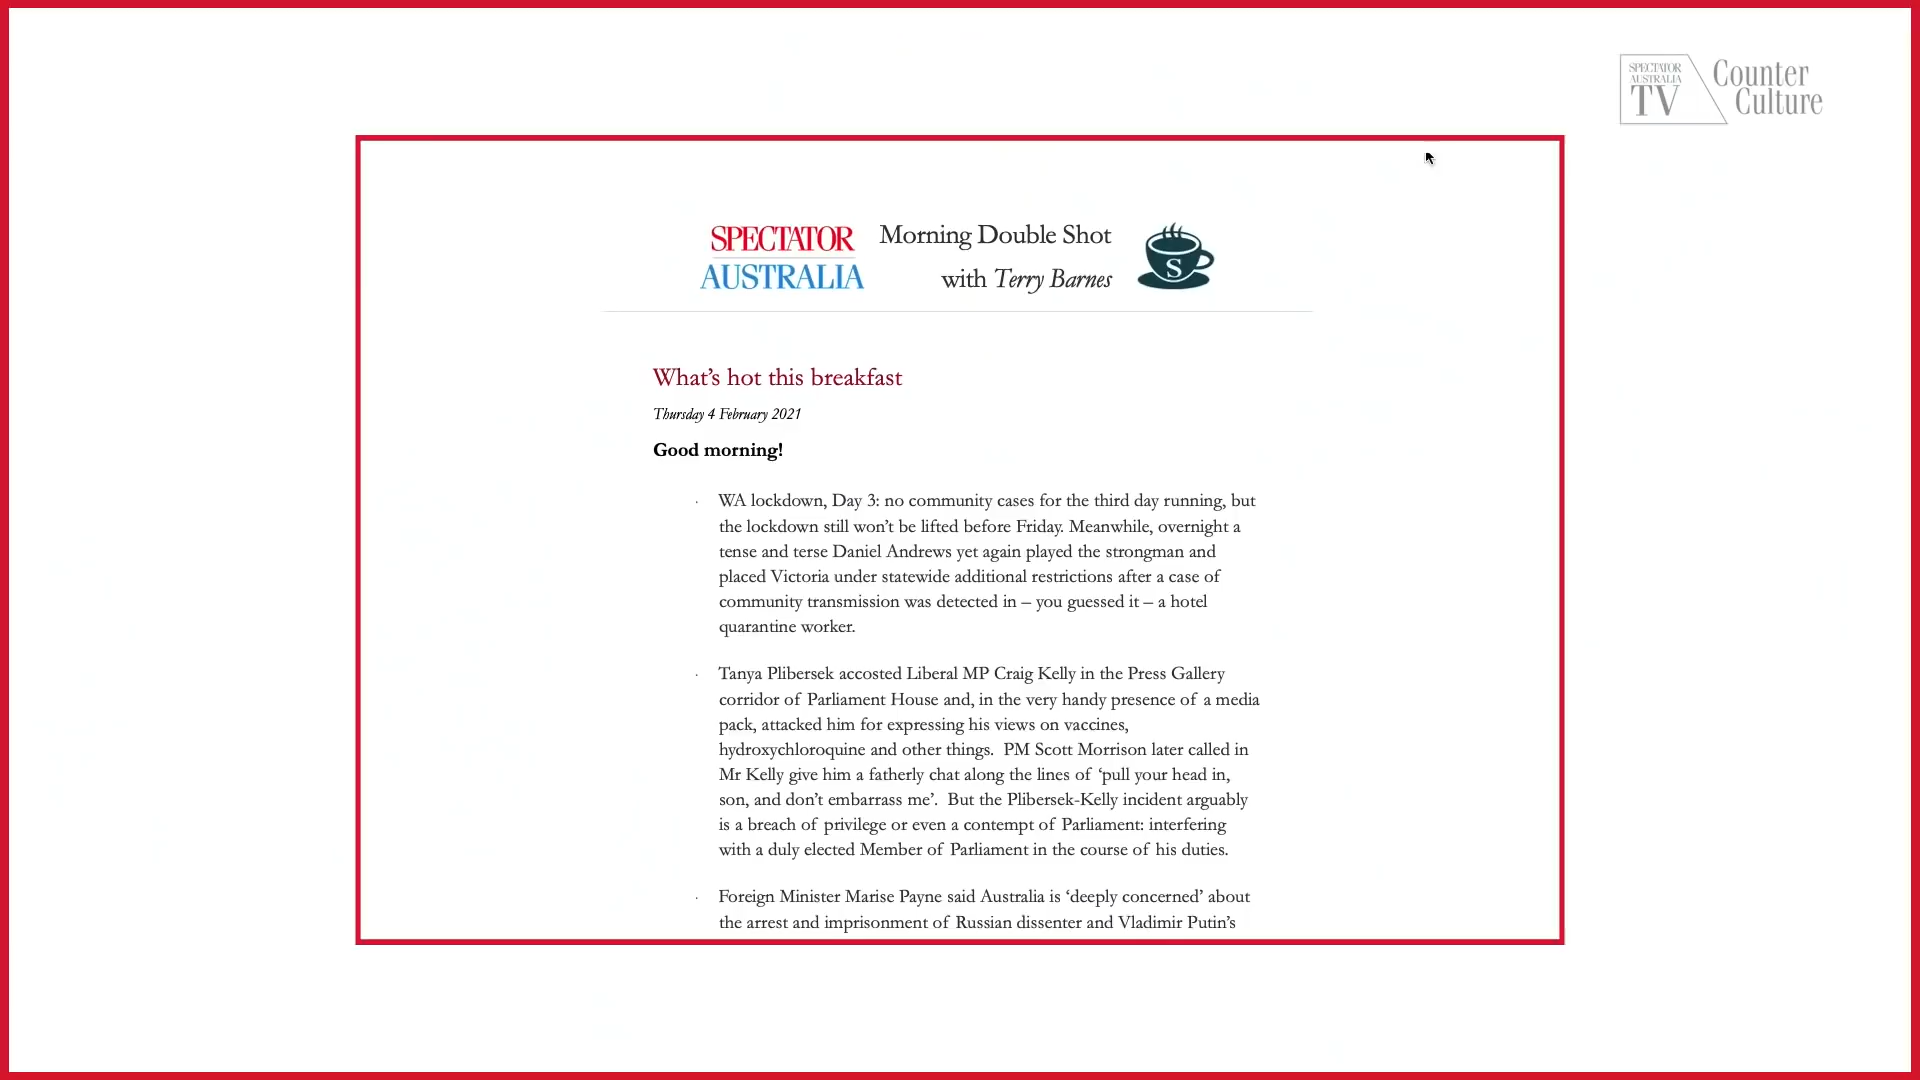 SPECTATOR
AUSTRALIA
TV
Counter
Culture
SPECTATOR
AUSTRALIA
Morning Double Shot
with Terry Barnes
S
What’s hot this breakfast
Thursday 4 February 2021
Good morning!
· WA lockdown, Day 3: no community cases for the third day running, but
the lockdown still won’t be lifted before Friday. Meanwhile, overnight a
tense and terse Daniel Andrews yet again played the strongman and
placed Victoria under statewide additional restrictions after a case of
community transmission was detected in – you guessed it – a hotel
quarantine worker.
· Tanya Plibersek accosted Liberal MP Craig Kelly in the Press Gallery
corridor of Parliament House and, in the very handy presence of a media
pack, attacked him for expressing his views on vaccines,
hydroxychloroquine and other things.  PM Scott Morrison later called in
Mr Kelly give him a fatherly chat along the lines of ‘pull your head in,
son, and don’t embarrass me’.  But the Plibersek-Kelly incident arguably
is a breach of privilege or even a contempt of Parliament: interfering
with a duly elected Member of Parliament in the course of his duties.
· Foreign Minister Marise Payne said Australia is ‘deeply concerned’ about
the arrest and imprisonment of Russian dissenter and Vladimir Putin’s